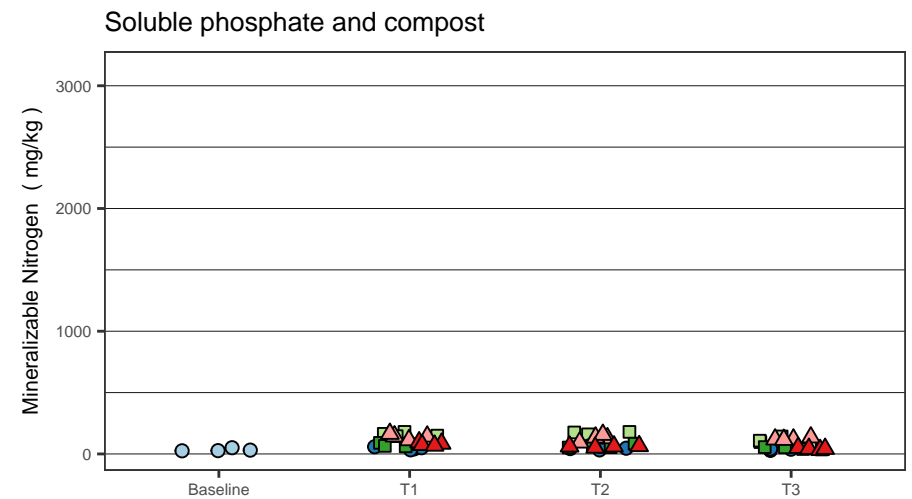 Soluble phosphate and compost
Mineralizable Nitrogen ( mg/kg )
3000
2000
1000
0
Baseline T1 T2 T3